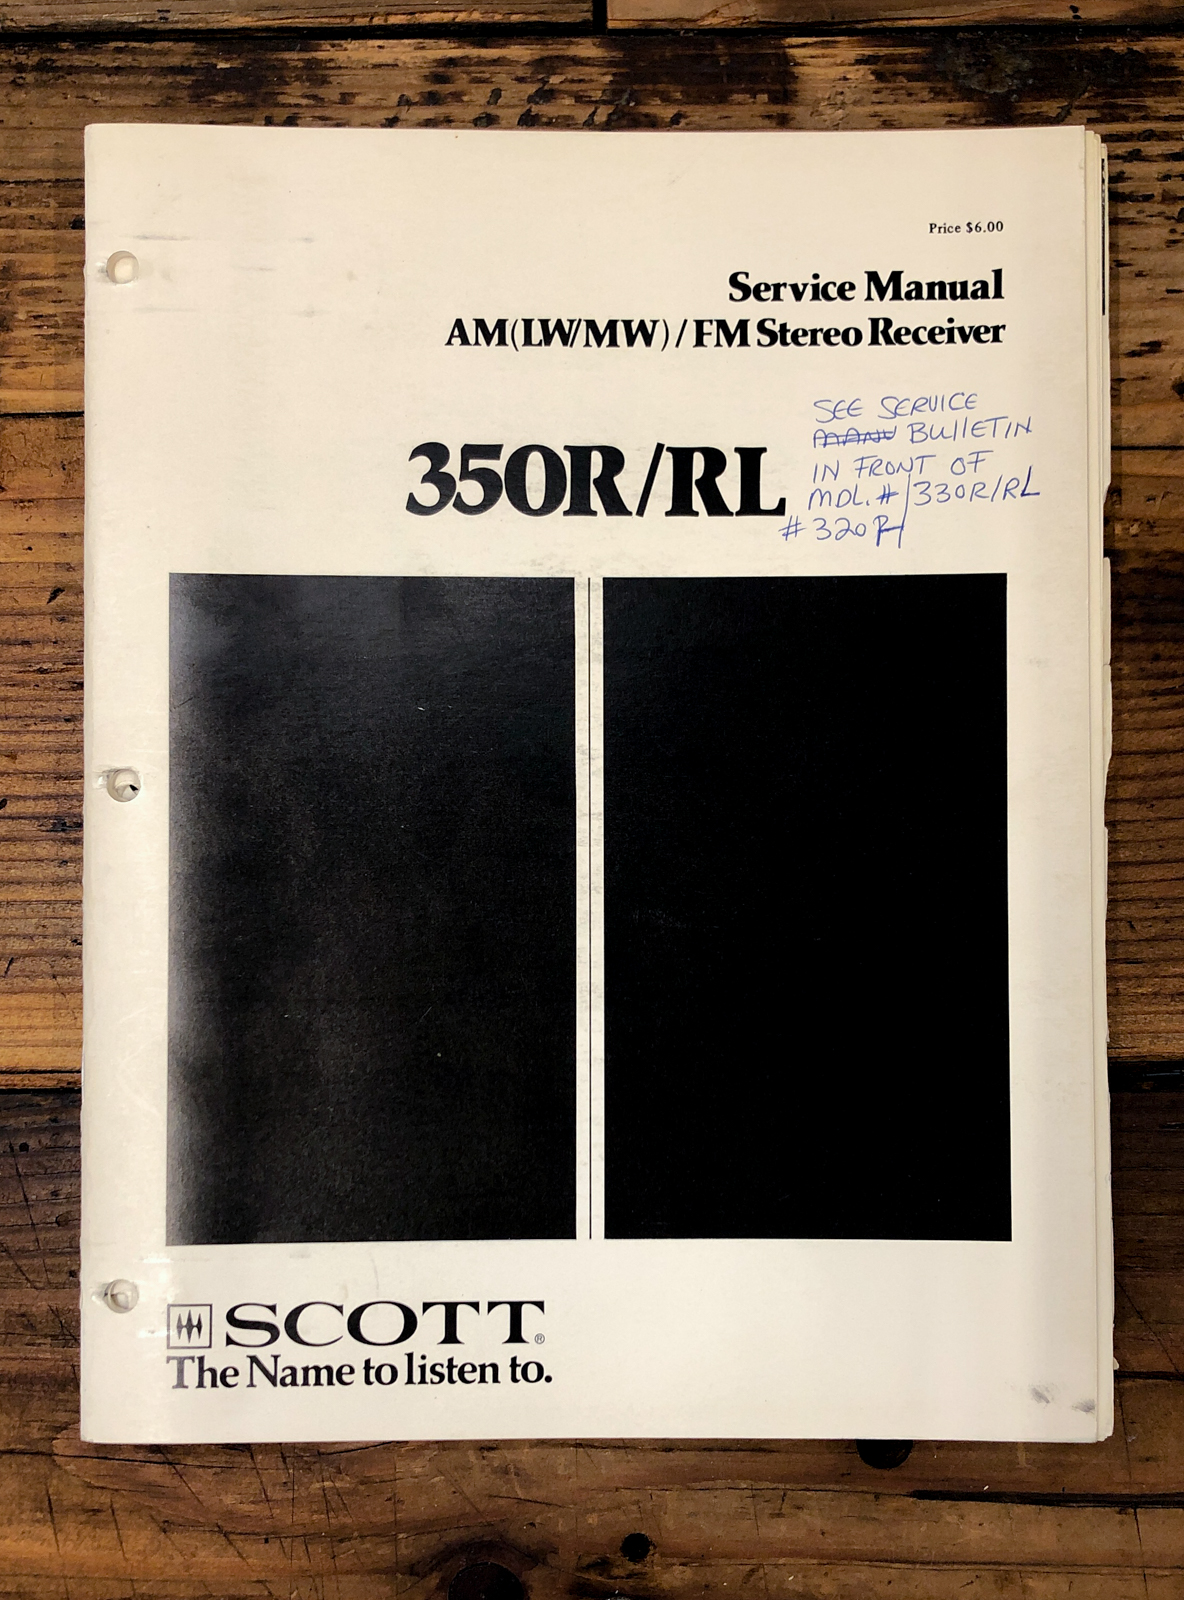 Price $6.00
Service Manual
AM(LW/MW)/FM Stereo Receiver
350R/RL
SEE SERVICE
MANU BULLETIN
IN FRONT OF
MDL. # 330R/RL
#320R
SCOTT®
The Name to listen to.